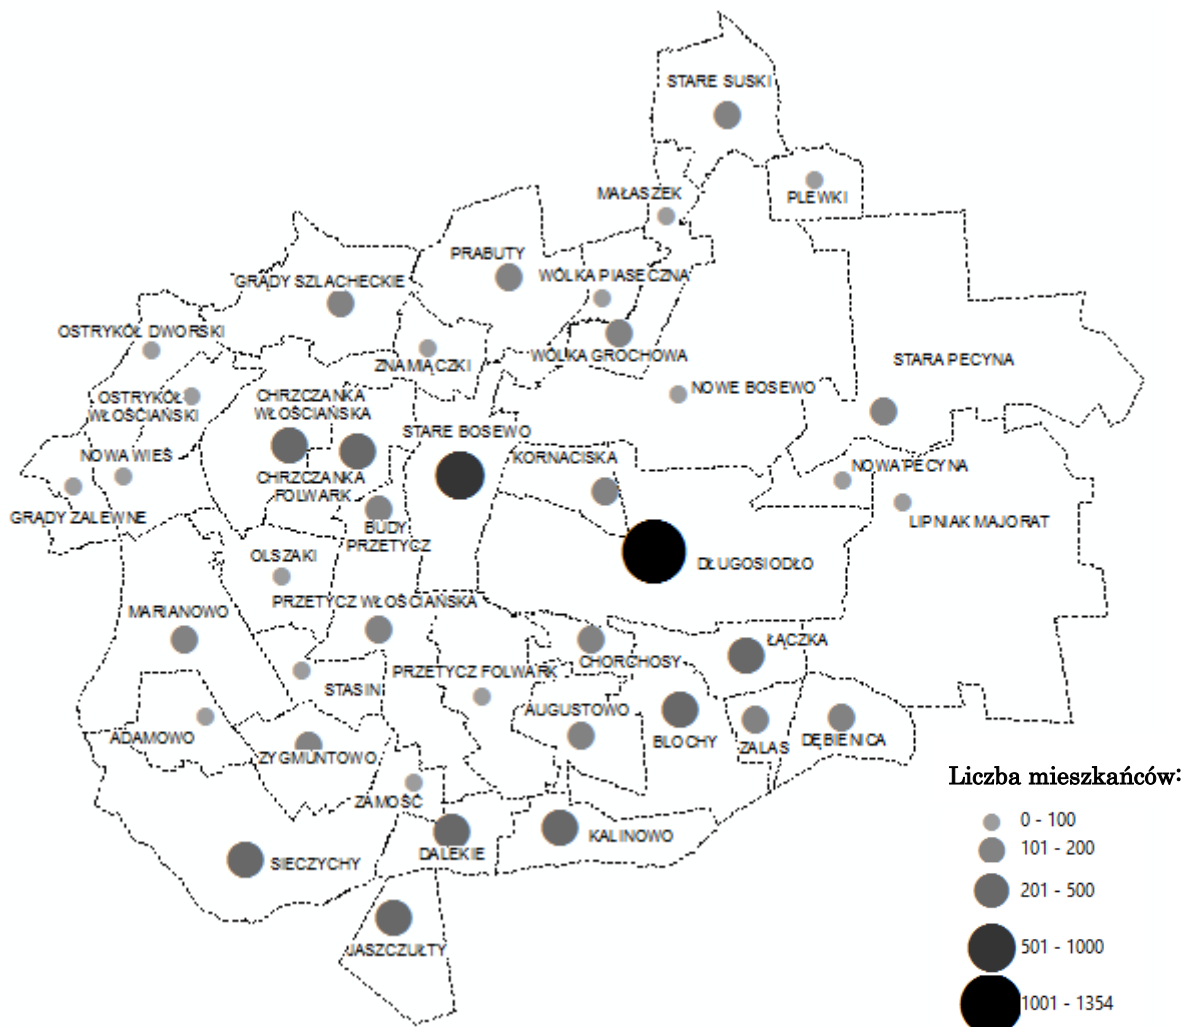 STARE SUSKI
PLEWKI
MAŁASZEK
PRABUTY
WÓLKA PIASECZNA
GRĄDY SZLACHECKIE
OSTRYKÓŁ DWORSKI
ZNAMIĄCZKI
WÓLKA GROCHOWA
STARA PECYNA
NOWE BOSEWO
OSTRYKÓŁ
WŁOŚCIAŃSKI
CHRZCZANKA
WŁOŚCIAŃSKA
STARE BOSEWO
KORNACISKA
NOWA WIEŚ
NOWA PECYNA
CHRZCZANKA
FOLWARK
GRĄDY ZALEWNE
LIPNIAK MAJORAT
BUDY
PRZETYCZ
OLSZAKI
DŁUGOSIODŁO
PRZETYCZ WŁOŚCIAŃSKA
MARIANOWO
ŁĄCZKA
CHORCHOSY
PRZETYCZ FOLWARK
STASIN
AUGUSTOWO
ADAMOWO
BLOCHY
ZALAS
DĘBIENICA
ZYGMUNTOWO
Liczba mieszkańców:
ZAMOŚĆ
0 - 100
KALINOWO
101 - 200
DALEKIE
SIECZYCHY
201 - 500
JASZCZUŁTY
501 - 1000
1001 - 1354